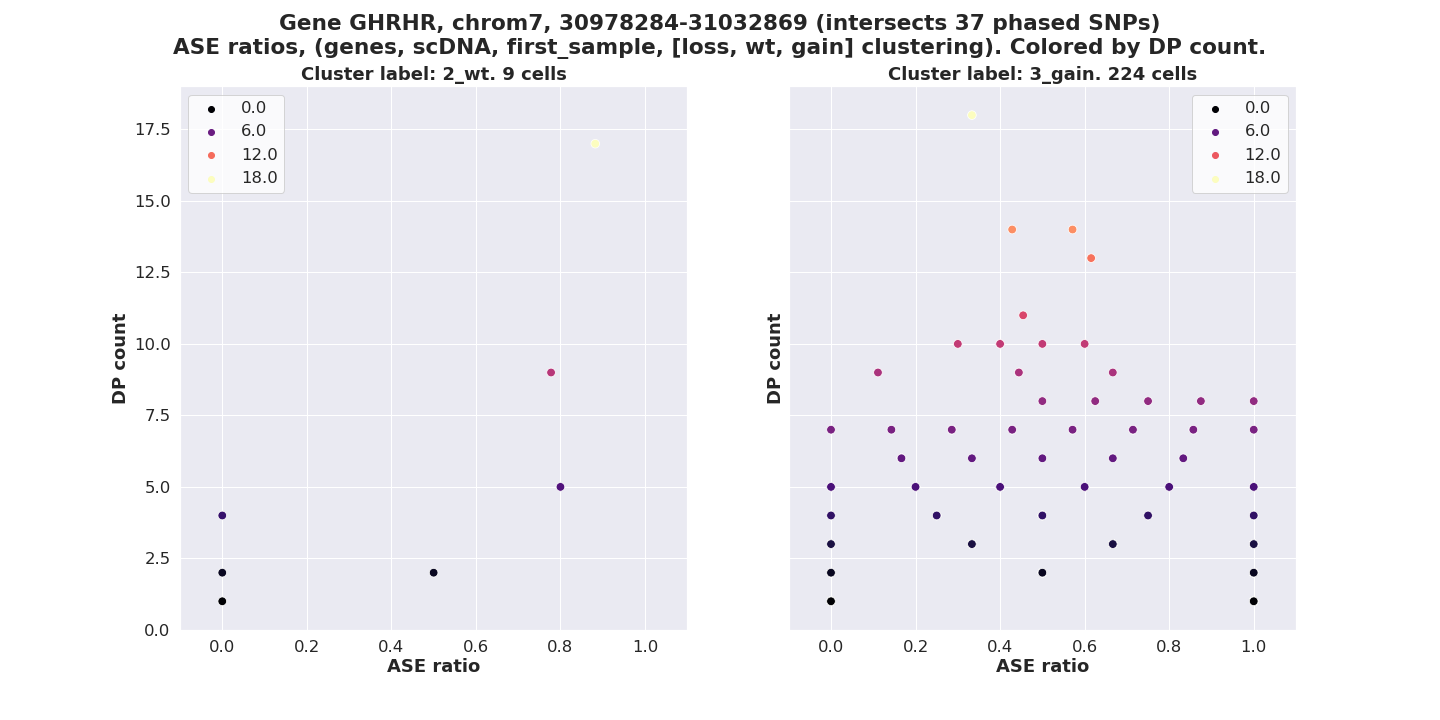 Gene GHRHR, chrom7, 30978284-31032869 (intersects 37 phased SNPs)
ASE ratios, (genes, scDNA, first_sample, [loss, wt, gain] clustering). Colored by DP count.
Cluster label: 2_wt. 9 cells
0.0
6.0
12.0
18.0
17.5
15.0
12.5
10.0
7.5
5.0
2.5
0.0
DP count
0.0 0.2 0.4 0.6 0.8 1.0
ASE ratio
Cluster label: 3_gain. 224 cells
0.0
6.0
12.0
18.0
DP count
0.0 0.2 0.4 0.6 0.8 1.0
ASE ratio